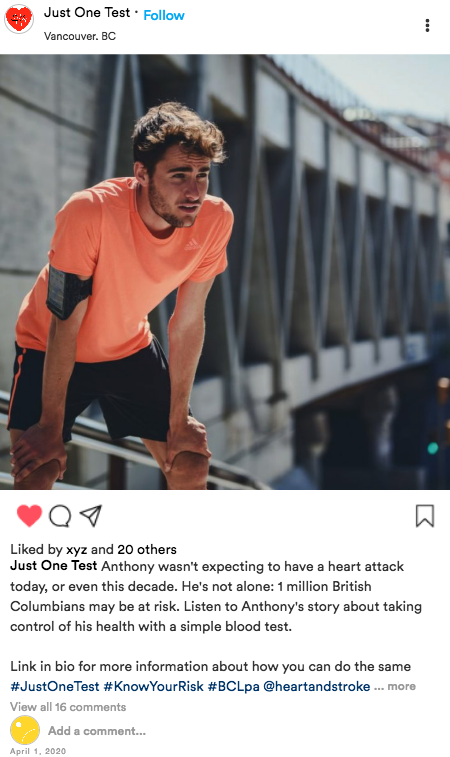 Just One Test · Follow
Vancouver. BC
Liked by xyz and 20 others
Just One Test Anthony wasn't expecting to have a heart attack
today, or even this decade. He's not alone: 1 million British
Columbians may be at risk. Listen to Anthony's story about taking
control of his health with a simple blood test.
Link in bio for more information about how you can do the same
#JustOneTest #KnowYourRisk #BCLpa @heartandstroke ... more
View all 16 comments
Add a comment...
April 1, 2020